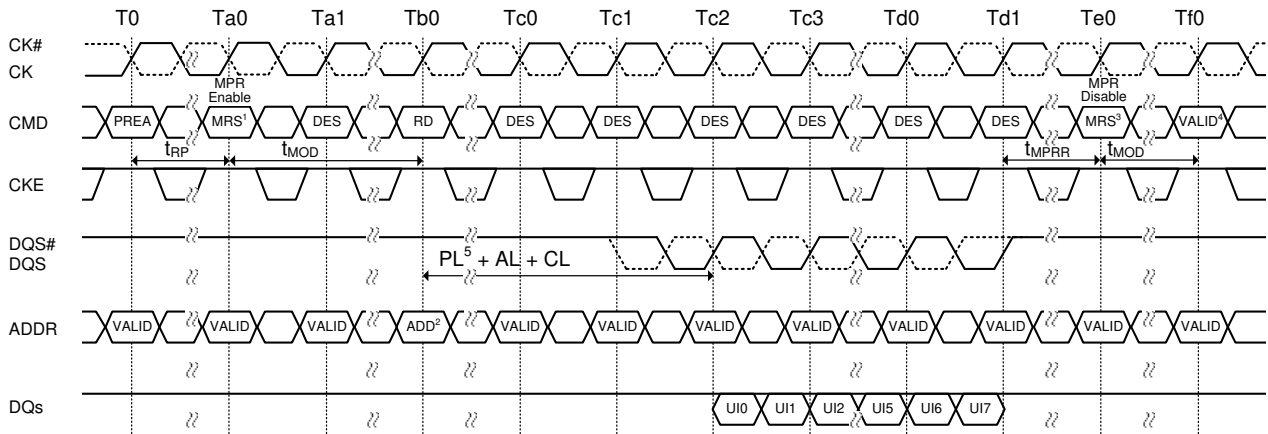 T0 Ta0 Ta1 Tb0 Tc0 Tc1 Tc2 Tc3 Td0 Td1 Te0 Tf0
CK#
CK
MPR Enable
MPR Disable
CMD PREA MRS¹ DES RD DES DES DES DES DES DES MRS³ VALID⁴
tRP tMOD tMPRR tMOD
CKE
DQS#
DQS
PL⁵ + AL + CL
ADDR VALID VALID VALID ADD² VALID VALID VALID VALID VALID VALID VALID VALID
DQs UI0 UI1 UI2 UI5 UI6 UI7